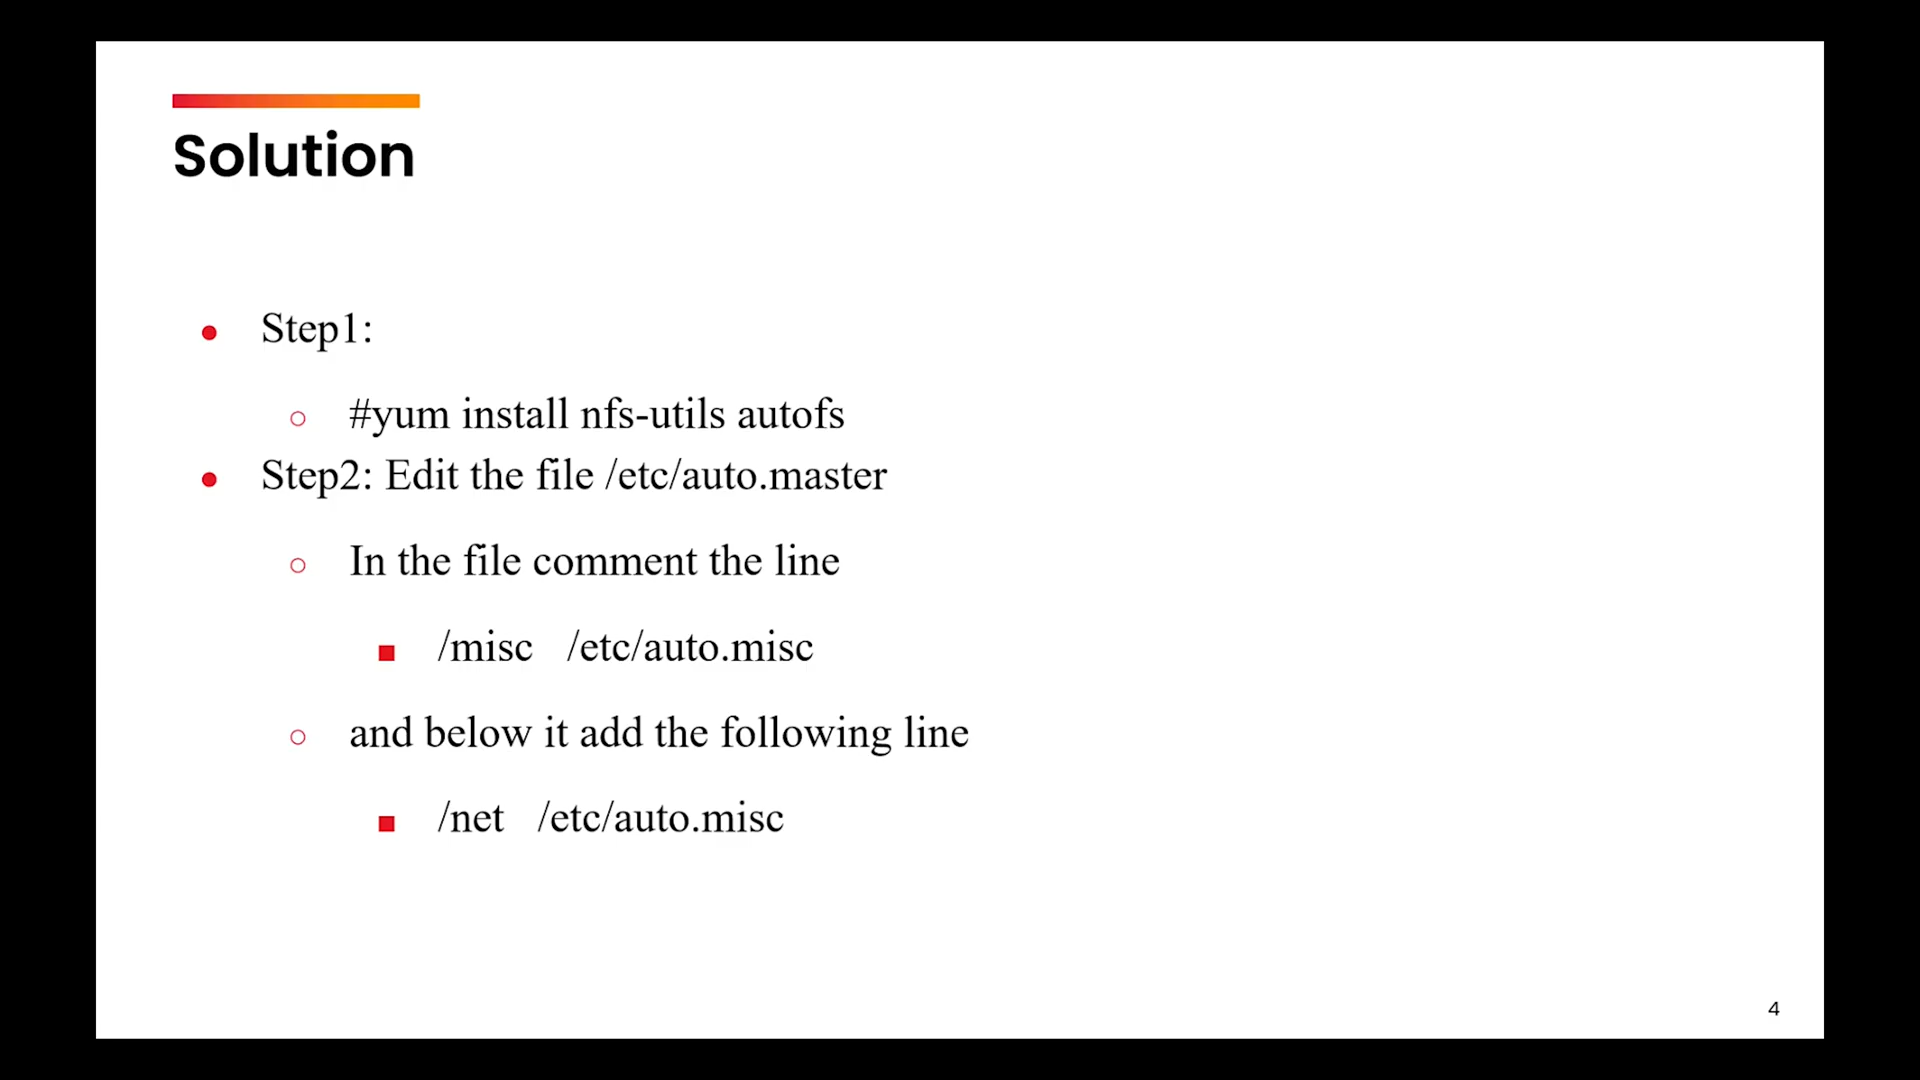 Solution
Step1:
#yum install nfs-utils autofs
Step2: Edit the file /etc/auto.master
In the file comment the line
/misc /etc/auto.misc
and below it add the following line
/net /etc/auto.misc
4